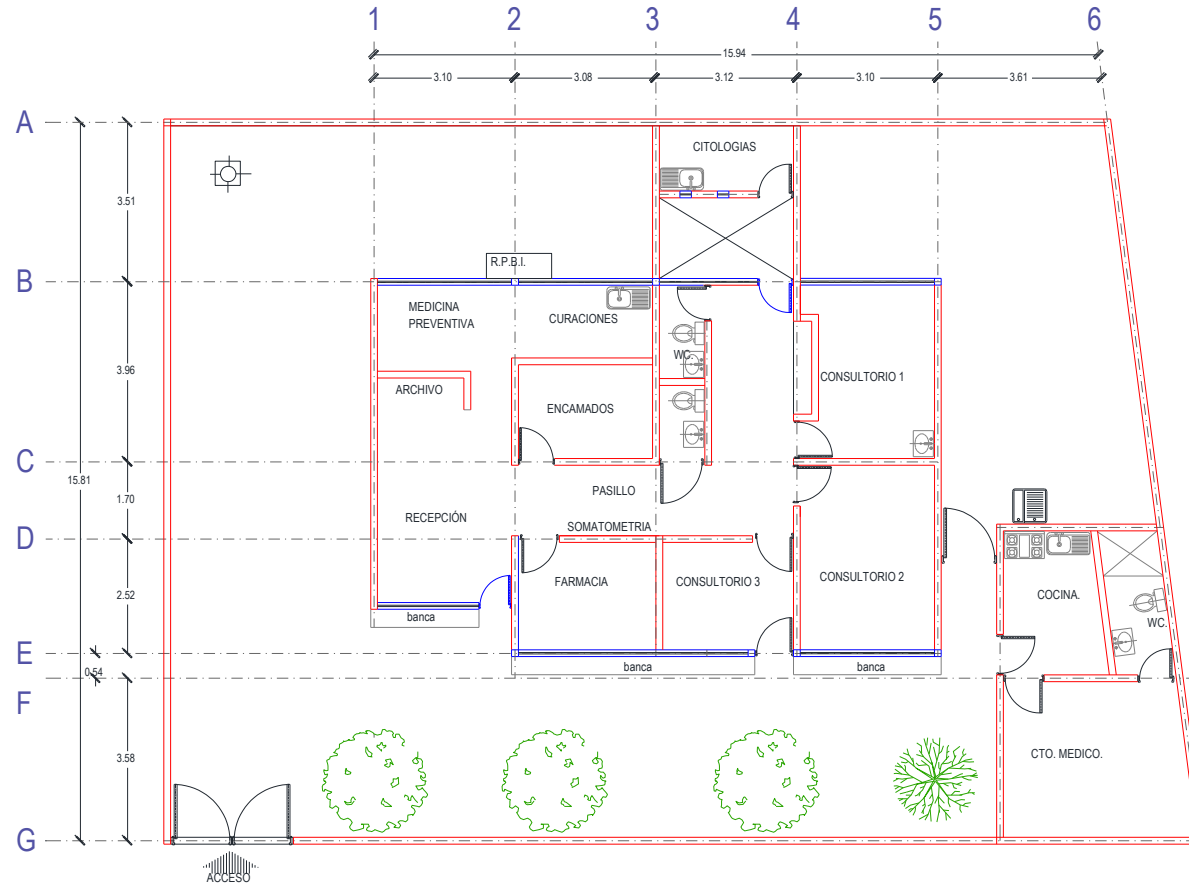 1 2 3 4 5 6
15.94
3.10 3.08 3.12 3.10 3.61
A
CITOLOGIAS
3.51
R.P.B.I.
B
MEDICINA
PREVENTIVA
CURACIONES
WC.
3.96
CONSULTORIO 1
ARCHIVO
ENCAMADOS
C
15.81
PASILLO
1.70
RECEPCIÓN
SOMATOMETRIA
D
FARMACIA
CONSULTORIO 3
CONSULTORIO 2
2.52
COCINA.
WC.
banca
E
banca
banca
0.54
F
3.58
CTO. MEDICO.
G
ACCESO